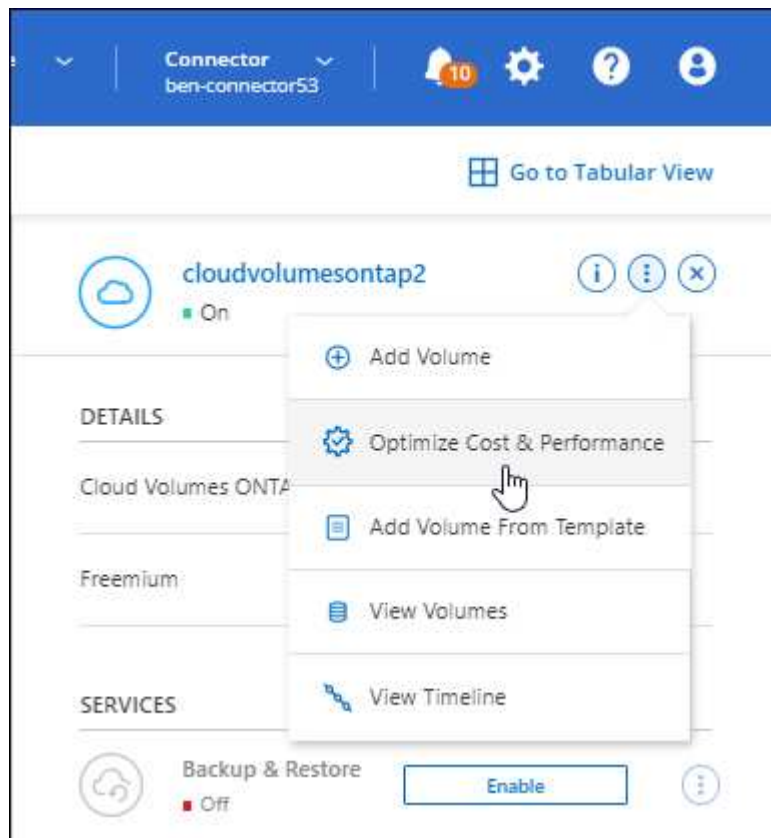 Connector
ben-connector53
10
Go to Tabular View
cloudvolumesontap2
On
Add Volume
DETAILS
Optimize Cost & Performance
Cloud Volumes ONTA
Add Volume From Template
Freemium
View Volumes
View Timeline
SERVICES
Backup & Restore
Off
Enable